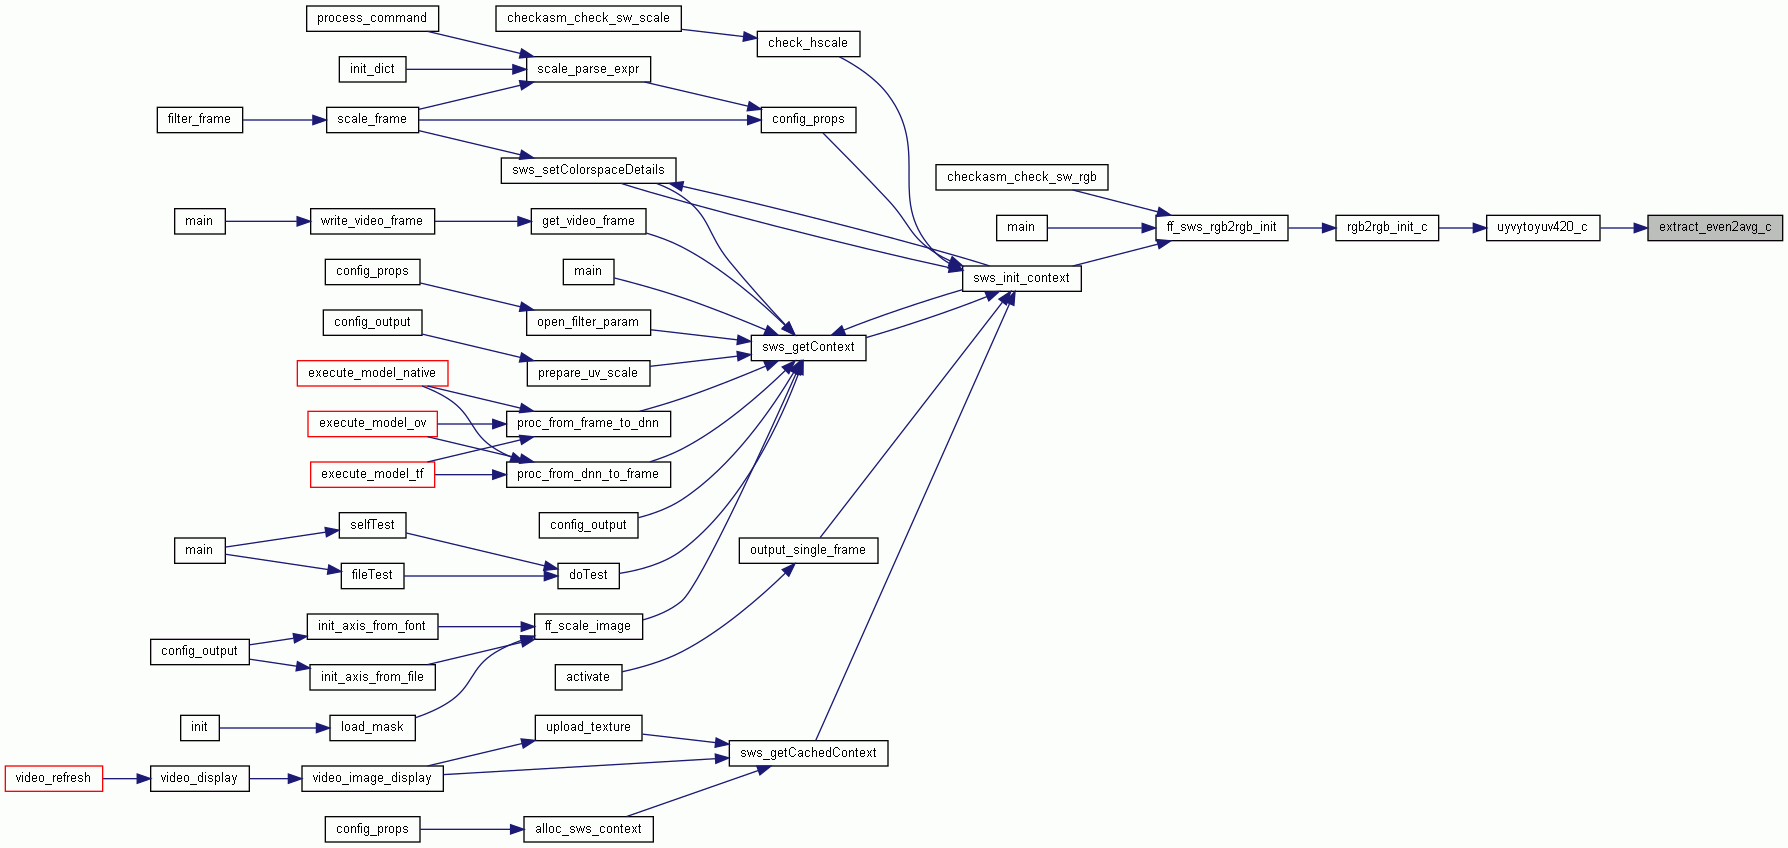 process_command
checkasm_check_sw_scale
check_hscale
init_dict
scale_parse_expr
filter_frame
scale_frame
config_props
sws_setColorspaceDetails
checkasm_check_sw_rgb
main
write_video_frame
get_video_frame
main
ff_sws_rgb2rgb_init
rgb2rgb_init_c
uyvytoyuv420_c
extract_even2avg_c
config_props
main
sws_init_context
config_output
open_filter_param
sws_getContext
execute_model_native
prepare_uv_scale
execute_model_ov
proc_from_frame_to_dnn
execute_model_tf
proc_from_dnn_to_frame
selfTest
config_output
main
output_single_frame
fileTest
doTest
init_axis_from_font
ff_scale_image
config_output
init_axis_from_file
activate
init
load_mask
upload_texture
sws_getCachedContext
video_refresh
video_display
video_image_display
config_props
alloc_sws_context